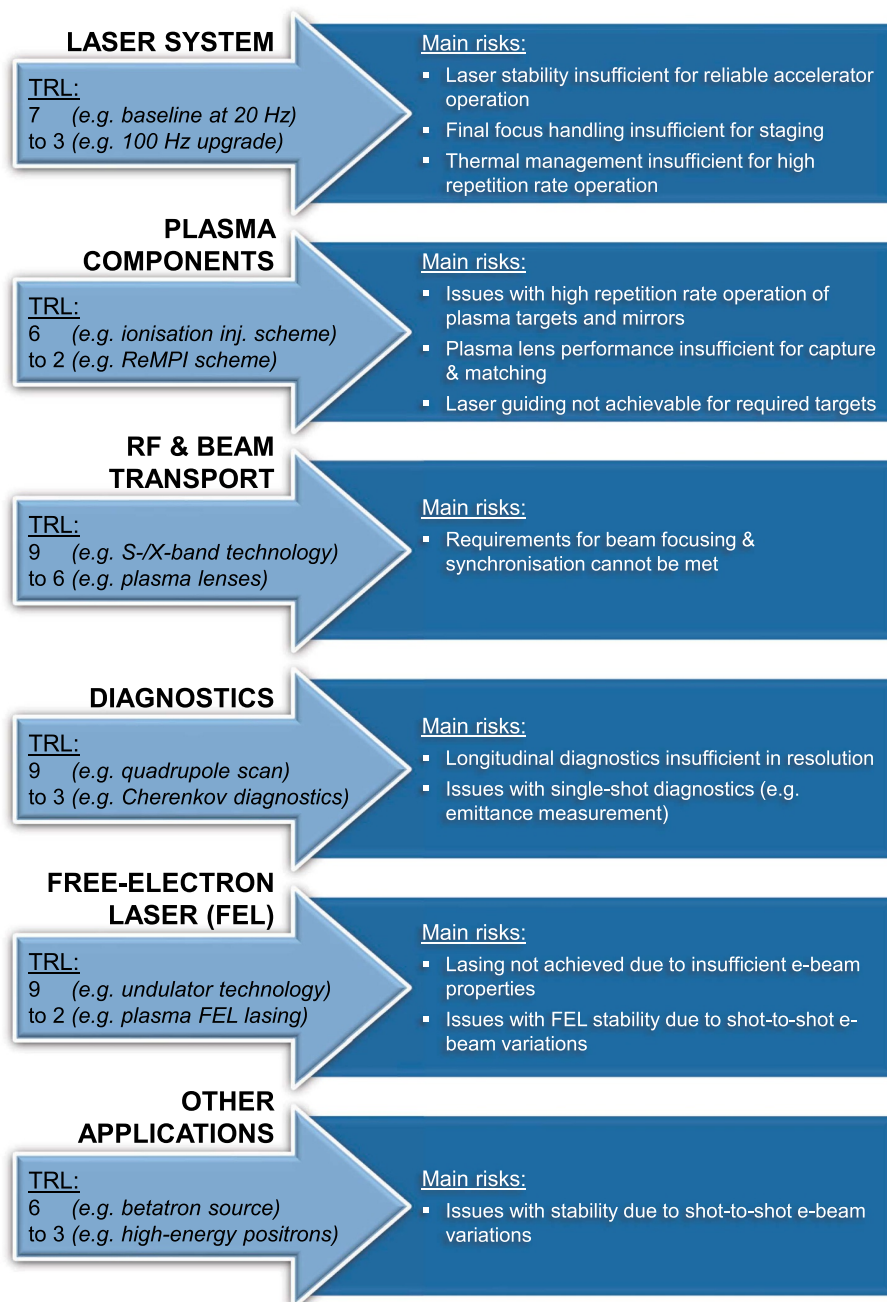 LASER SYSTEM
TRL:
7 (e.g. baseline at 20 Hz)
to 3 (e.g. 100 Hz upgrade)
Main risks:
▪ Laser stability insufficient for reliable accelerator
operation
▪ Final focus handling insufficient for staging
▪ Thermal management insufficient for high
repetition rate operation
PLASMA
COMPONENTS
TRL:
6 (e.g. ionisation inj. scheme)
to 2 (e.g. ReMPI scheme)
Main risks:
▪ Issues with high repetition rate operation of
plasma targets and mirrors
▪ Plasma lens performance insufficient for capture
& matching
▪ Laser guiding not achievable for required targets
RF & BEAM
TRANSPORT
TRL:
9 (e.g. S-/X-band technology)
to 6 (e.g. plasma lenses)
Main risks:
▪ Requirements for beam focusing &
synchronisation cannot be met
DIAGNOSTICS
TRL:
9 (e.g. quadrupole scan)
to 3 (e.g. Cherenkov diagnostics)
Main risks:
▪ Longitudinal diagnostics insufficient in resolution
▪ Issues with single-shot diagnostics (e.g.
emittance measurement)
FREE-ELECTRON
LASER (FEL)
TRL:
9 (e.g. undulator technology)
to 2 (e.g. plasma FEL lasing)
Main risks:
▪ Lasing not achieved due to insufficient e-beam
properties
▪ Issues with FEL stability due to shot-to-shot e-
beam variations
OTHER
APPLICATIONS
TRL:
6 (e.g. betatron source)
to 3 (e.g. high-energy positrons)
Main risks:
▪ Issues with stability due to shot-to-shot e-beam
variations